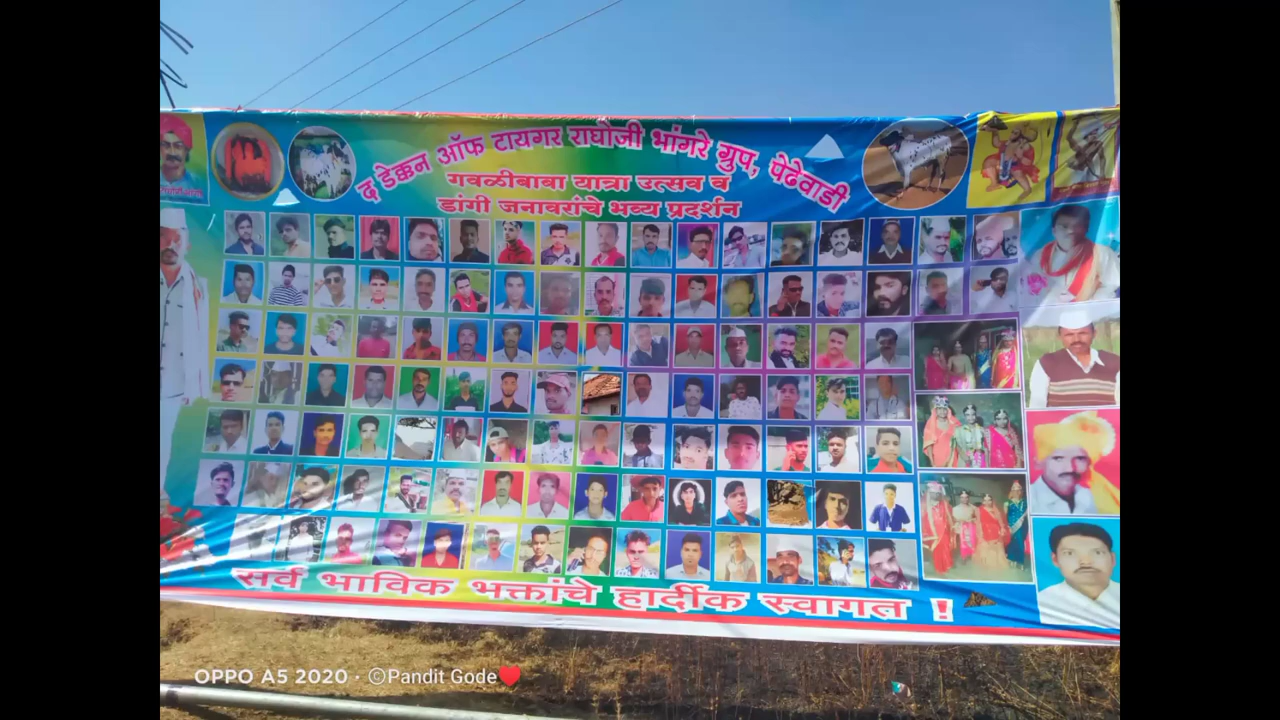 द डेक्कन ऑफ टायगर राघोजी भांगरे ग्रुप, पेढेवाडी
गवळीबाबा यात्रा उत्सव व
डांगी जनावरांचे भव्य प्रदर्शन
सर्व भाविक भक्तांचे हार्दीक स्वागत !
OPPO A5 2020 · ©Pandit Gode❤️